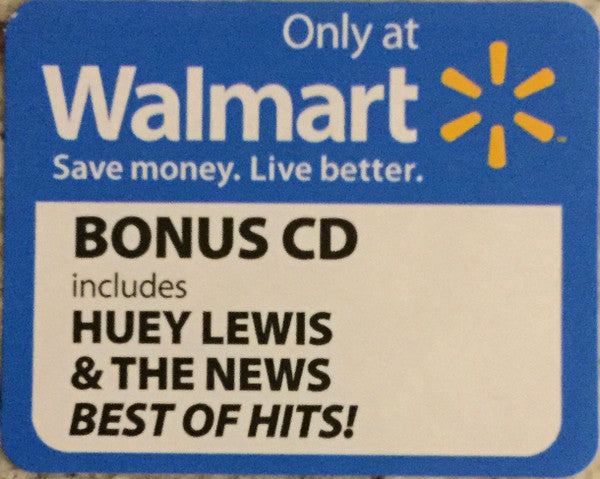 Only at
Walmart
Save money. Live better.
BONUS CD
includes
HUEY LEWIS
& THE NEWS
BEST OF HITS!